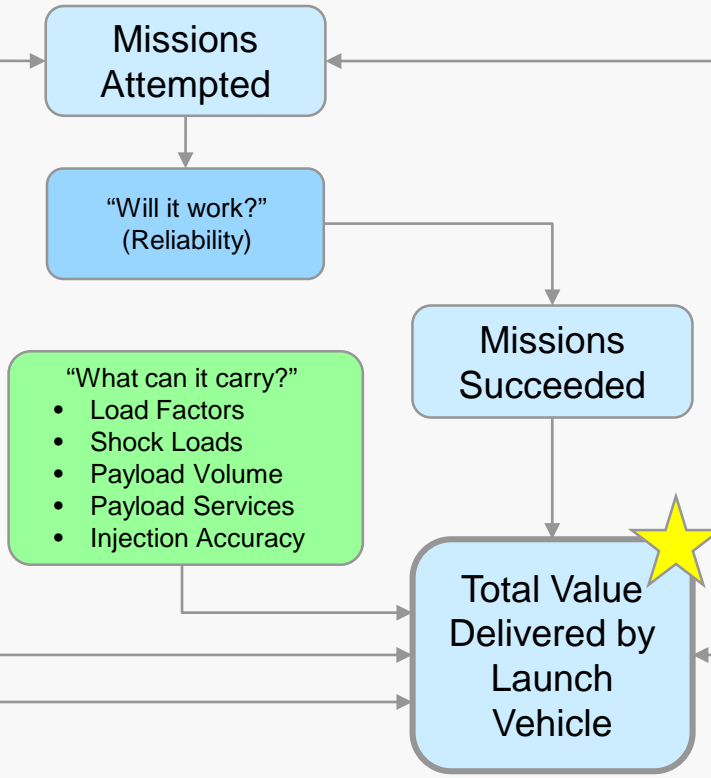 Missions
Attempted
“Will it work?”
(Reliability)
Missions
Succeeded
“What can it carry?”
• Load Factors
• Shock Loads
• Payload Volume
• Payload Services
• Injection Accuracy
Total Value
Delivered by
Launch
Vehicle